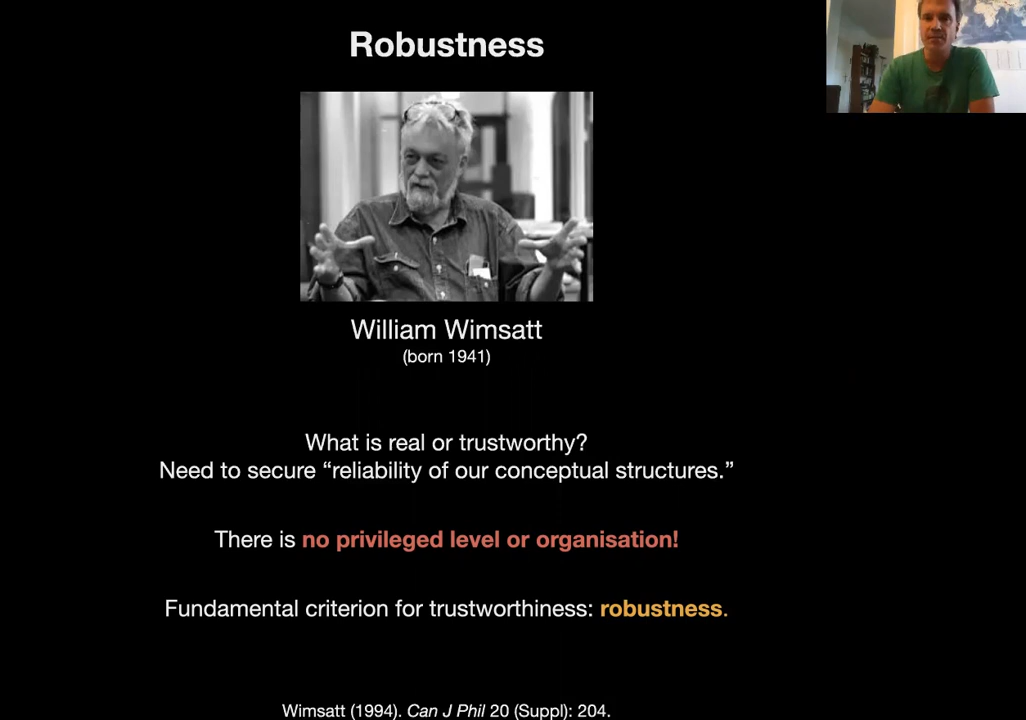 Robustness
William Wimsatt
(born 1941)
What is real or trustworthy?
Need to secure “reliability of our conceptual structures.”
There is no privileged level or organisation!
Fundamental criterion for trustworthiness: robustness.
Wimsatt (1994). Can J Phil 20 (Suppl): 204.